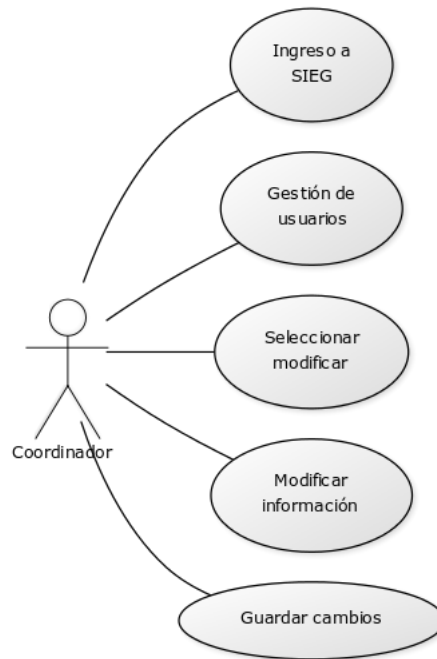 Ingreso a
SIEG
Gestión de
usuarios
Seleccionar
modificar
Coordinador
Modificar
información
Guardar cambios